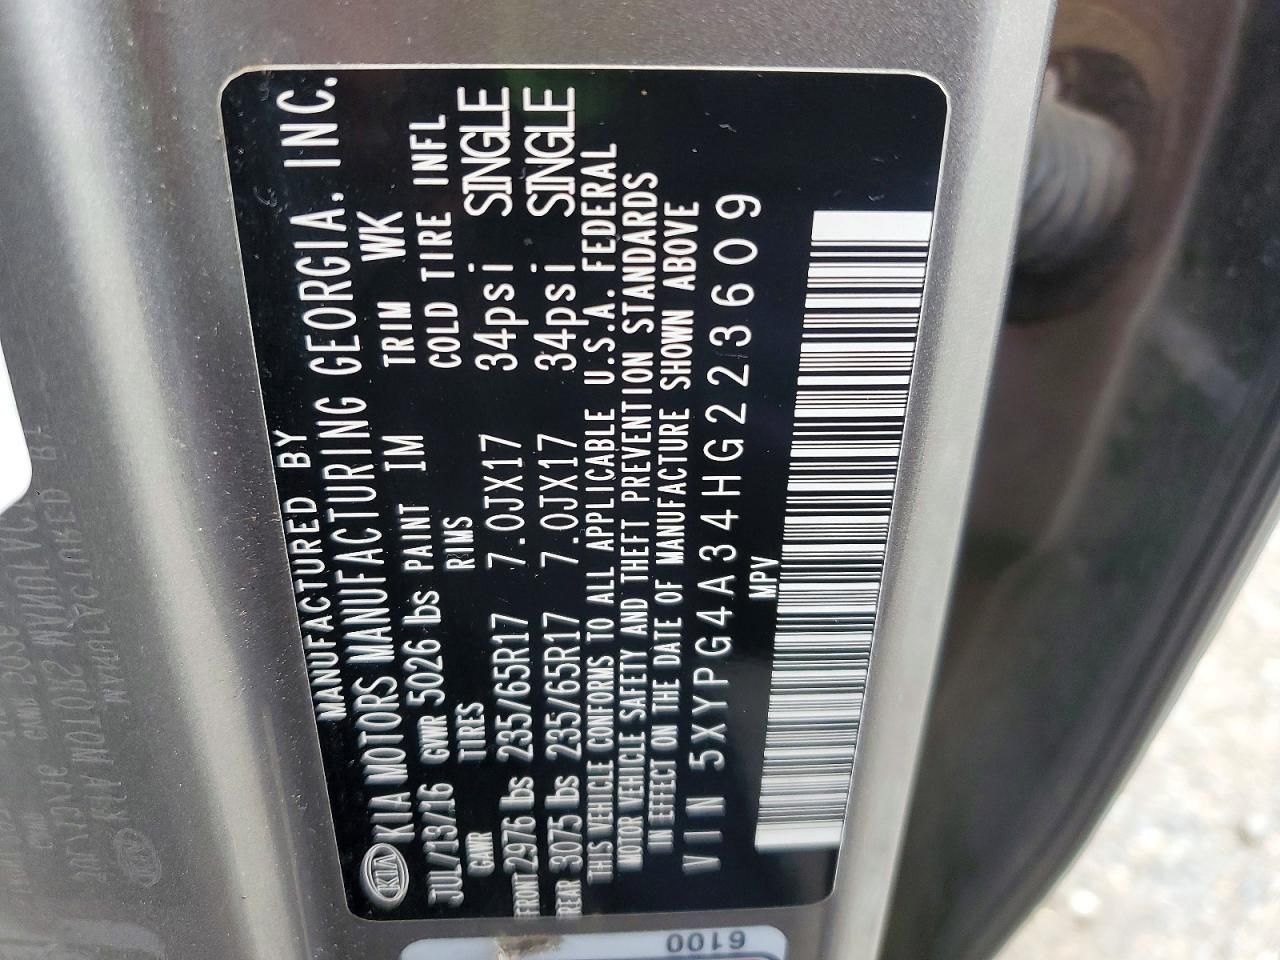 MANUFACTURED BY
KIA KIA MOTORS MANUFACTURING GEORGIA, INC.
JUL/13/16 GVWR 5026 lbs PAINT IM TRIM WK
GAWR TIRES RIMS COLD TIRE INFL
FRONT 2976 lbs 235/65R17 7.0JX17 34psi SINGLE
REAR 3075 lbs 235/65R17 7.0JX17 34psi SINGLE
THIS VEHICLE CONFORMS TO ALL APPLICABLE U.S.A. FEDERAL
MOTOR VEHICLE SAFETY AND THEFT PREVENTION STANDARDS
IN EFFECT ON THE DATE OF MANUFACTURE SHOWN ABOVE
VIN 5XYPG4A34HG223609
MPV
6100